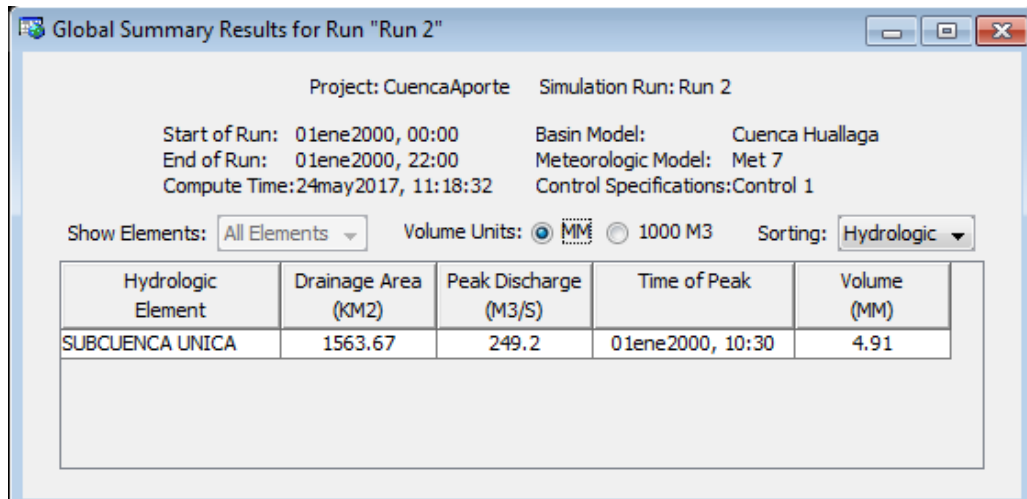 Global Summary Results for Run "Run 2"
Project: CuencaAporte Simulation Run: Run 2
Start of Run: 01ene2000, 00:00 Basin Model: Cuenca Huallaga
End of Run: 01ene2000, 22:00 Meteorologic Model: Met 7
Compute Time:24may2017, 11:18:32 Control Specifications:Control 1
Show Elements: All Elements Volume Units: MM 1000 M3 Sorting: Hydrologic
Hydrologic Drainage Area Peak Discharge Time of Peak Volume
Element (KM2) (M3/S) (MM)
SUBCUENCA UNICA 1563.67 249.2 01ene2000, 10:30 4.91